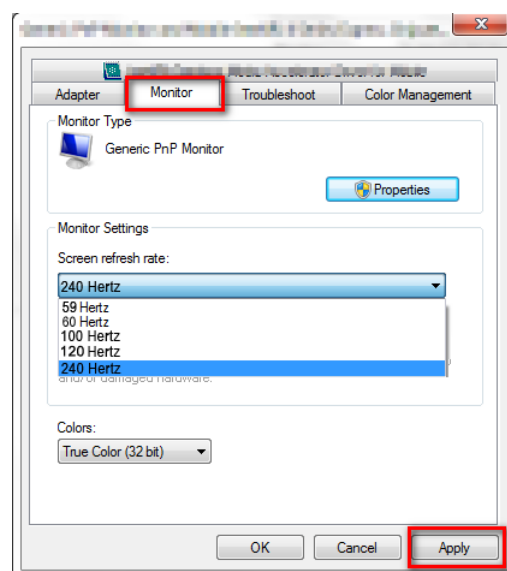 Adapter
Monitor
Troubleshoot
Color Management
Monitor Type
Generic PnP Monitor
Properties
Monitor Settings
Screen refresh rate:
240 Hertz
59 Hertz
60 Hertz
100 Hertz
120 Hertz
240 Hertz
and/or damaged hardware.
Colors:
True Color (32 bit)
OK
Cancel
Apply